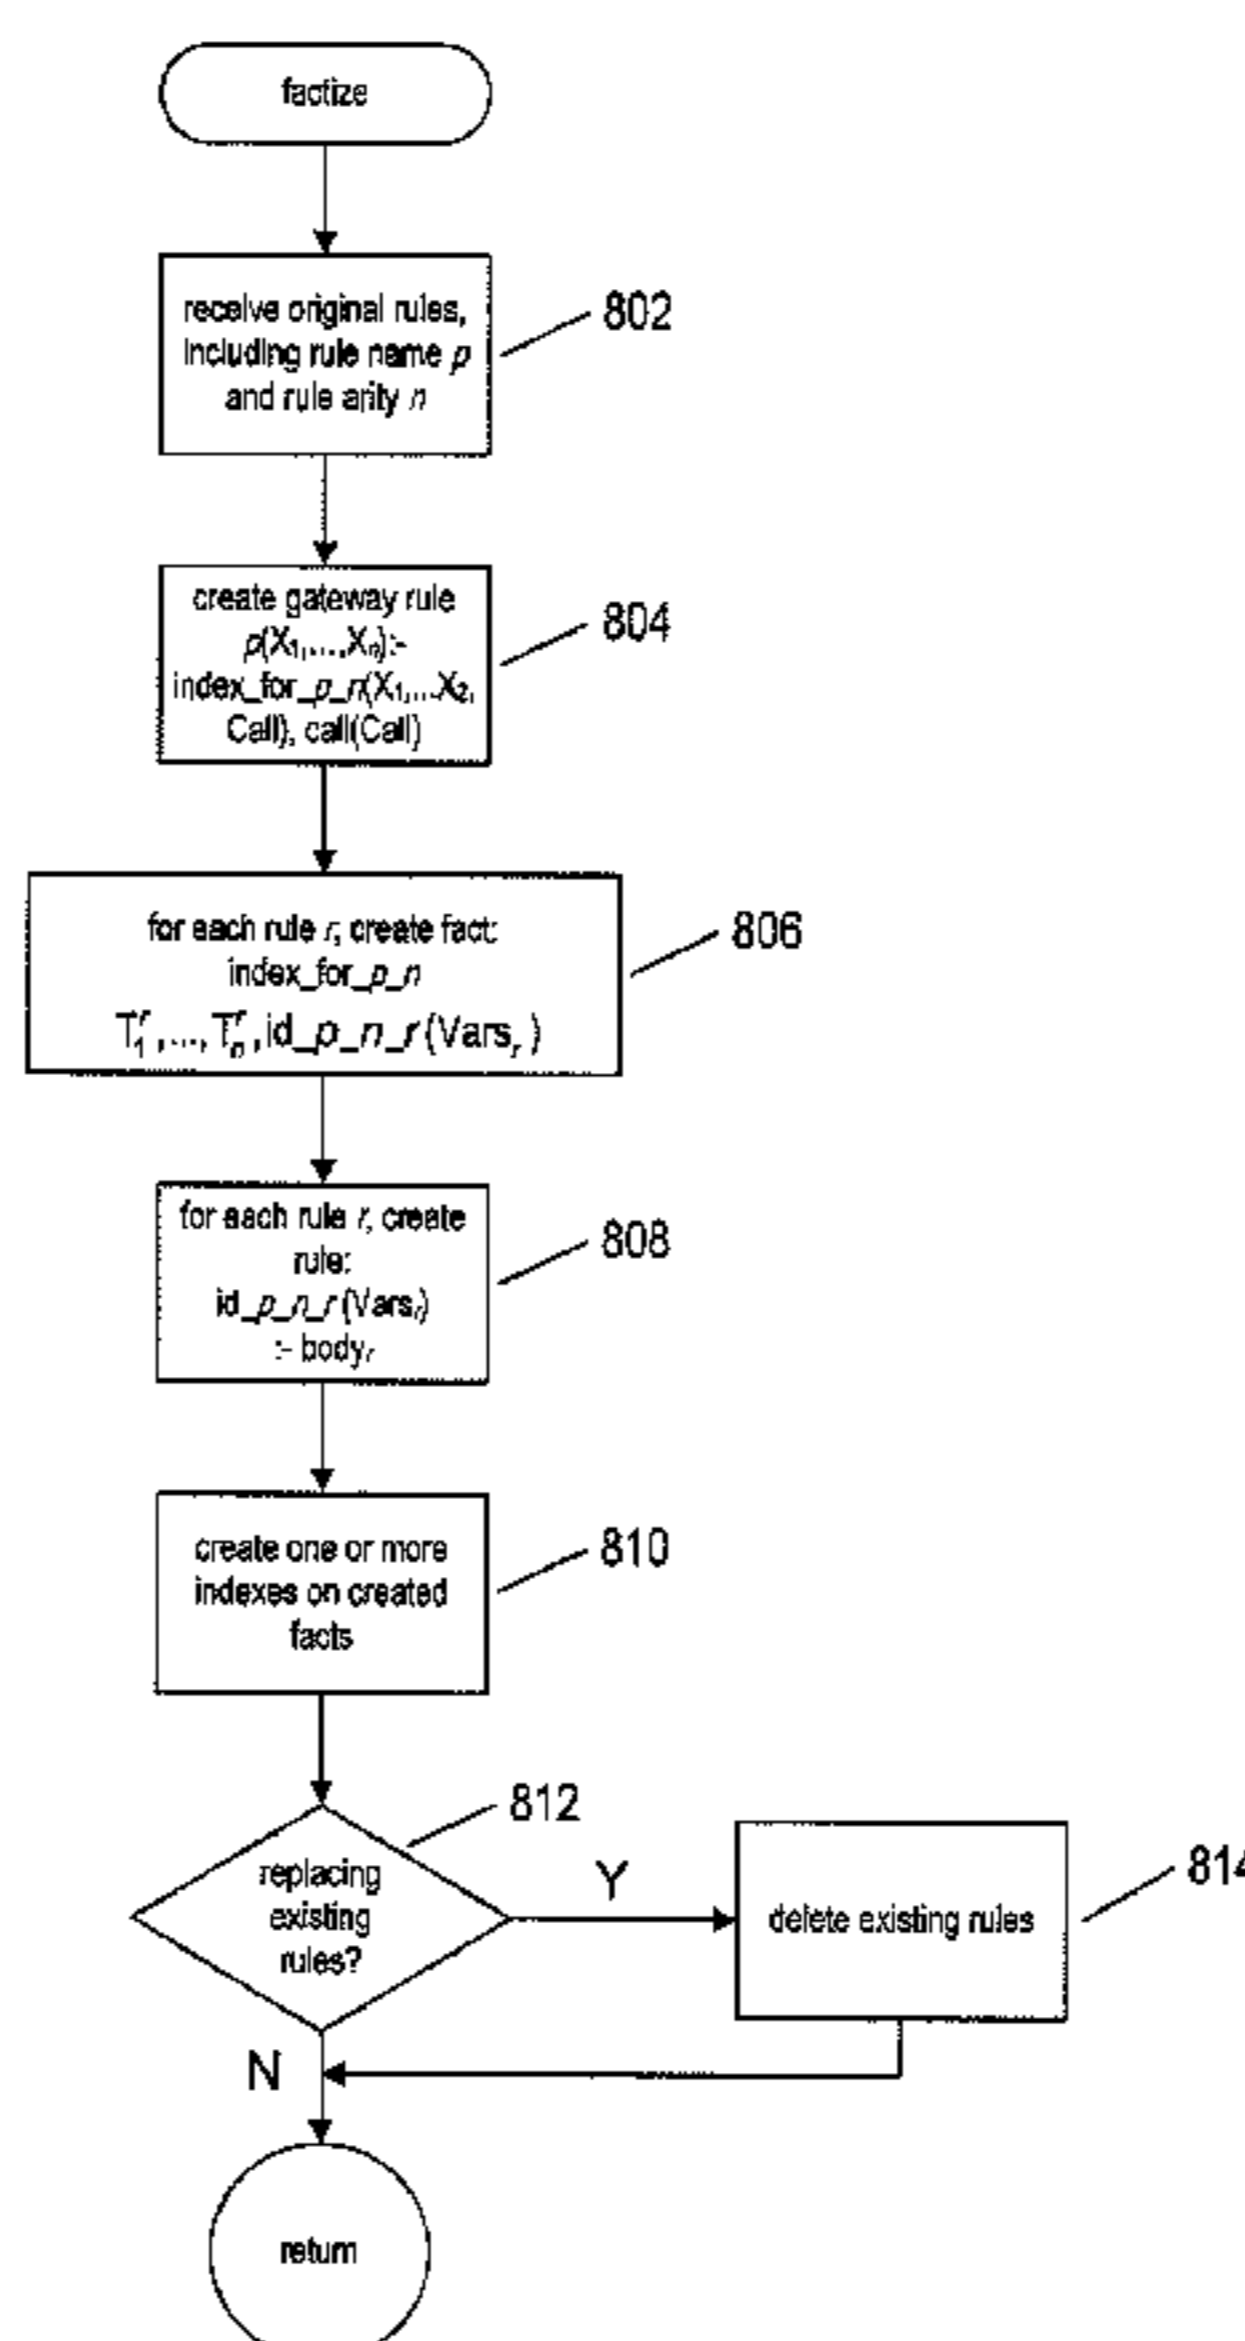 factize
receive original rules,
including rule name p
and rule arity n
802
create gateway rule
p(X₁,...,Xₙ):-
index_for_p_n(X₁,...X₂,
Call), call(Call)
804
for each rule r, create fact:
index_for_p_n
T₁ʳ,...,Tₙʳ,id_p_n_r(Varsᵣ)
806
for each rule r, create
rule:
id_p_n_r(Varsᵣ)
:- bodyᵣ
808
create one or more
indexes on created
facts
810
replacing
existing
rules?
812
Y
delete existing rules
814
N
return